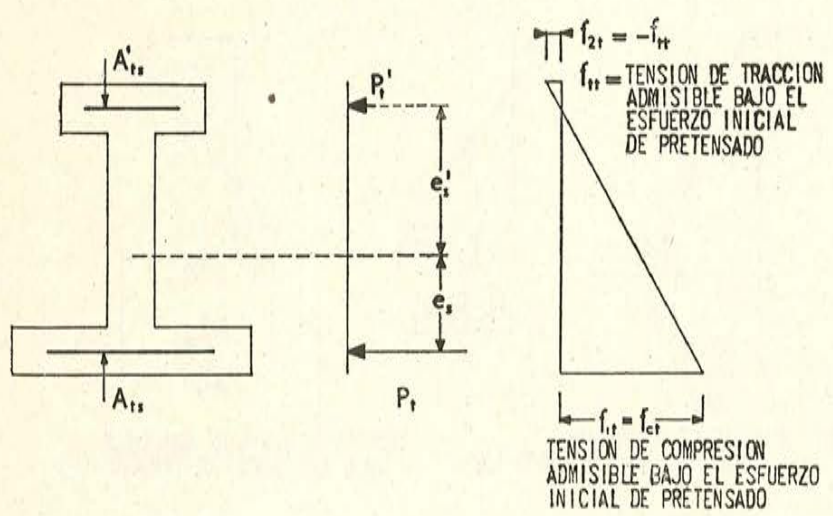 A'ts
P't
f2t = -ftt
ftt = TENSION DE TRACCION
ADMISIBLE BAJO EL
ESFUERZO INICIAL
DE PRETENSADO
e's
es
Ats
Pt
f1t = fct
TENSION DE COMPRESION
ADMISIBLE BAJO EL ESFUERZO
INICIAL DE PRETENSADO